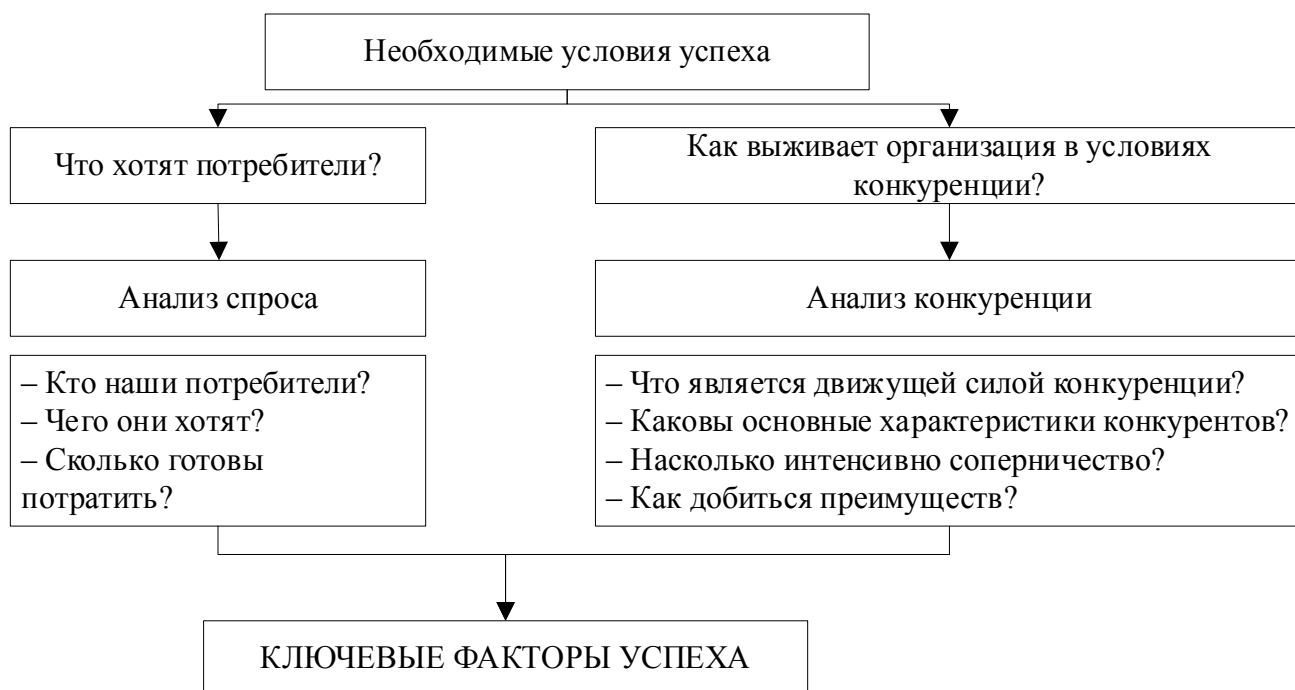 Необходимые условия успеха
Что хотят потребители?
Как выживает организация в условиях
конкуренции?
Анализ спроса
Анализ конкуренции
– Кто наши потребители?
– Чего они хотят?
– Сколько готовы
потратить?
– Что является движущей силой конкуренции?
– Каковы основные характеристики конкурентов?
– Насколько интенсивно соперничество?
– Как добиться преимуществ?
КЛЮЧЕВЫЕ ФАКТОРЫ УСПЕХА